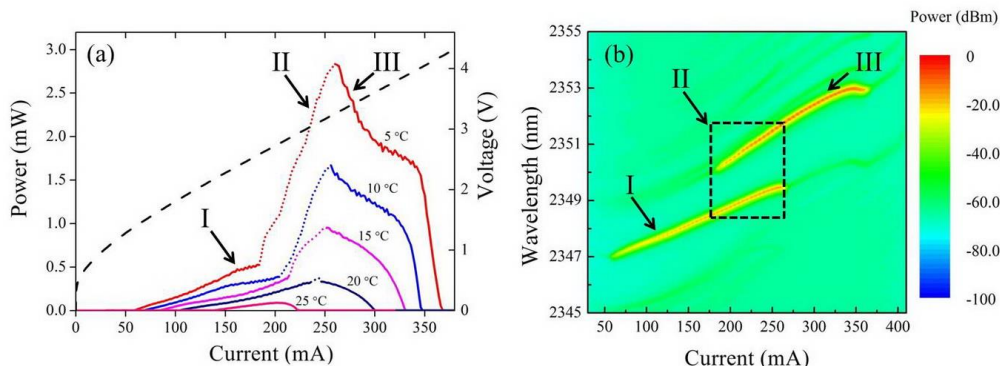 (a)
Power (mW)
3.0
2.5
2.0
1.5
1.0
0.5
0.0
I
II
III
5 °C
10 °C
15 °C
20 °C
25 °C
4
3
2
1
0
Voltage (V)
0 50 100 150 200 250 300 350
Current (mA)
(b)
Wavelength (nm)
2355
2353
2351
2349
2347
2345
I
II
III
50 100 150 200 250 300 350 400
Current (mA)
Power (dBm)
0
-20.0
-40.0
-60.0
-80.0
-100